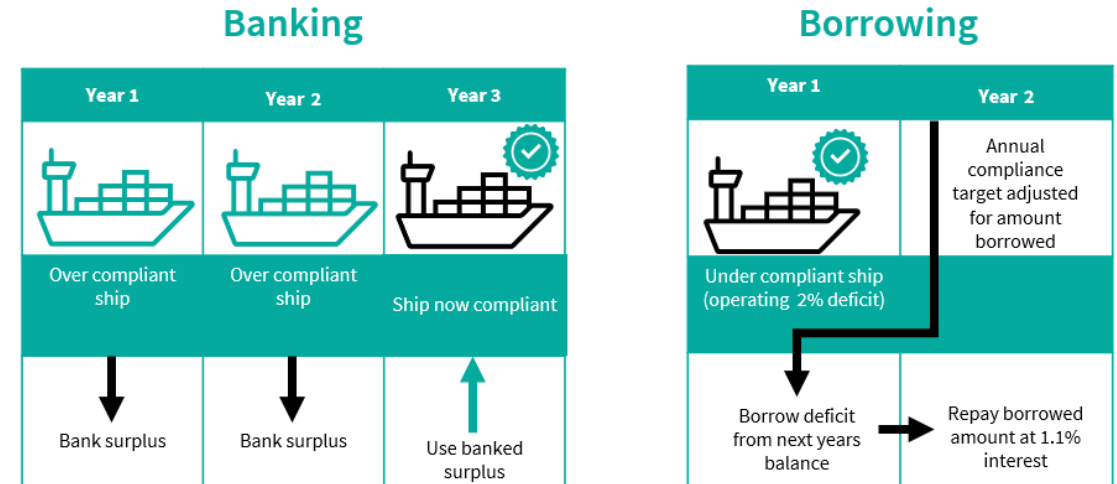 Banking
Year 1
Year 2
Year 3
Over compliant
ship
Over compliant
ship
Ship now compliant
Bank surplus
Bank surplus
Use banked
surplus
Borrowing
Year 1
Year 2
Annual
compliance
target adjusted
for amount
borrowed
Under compliant ship
(operating 2% deficit)
Borrow deficit
from next years
balance
Repay borrowed
amount at 1.1%
interest